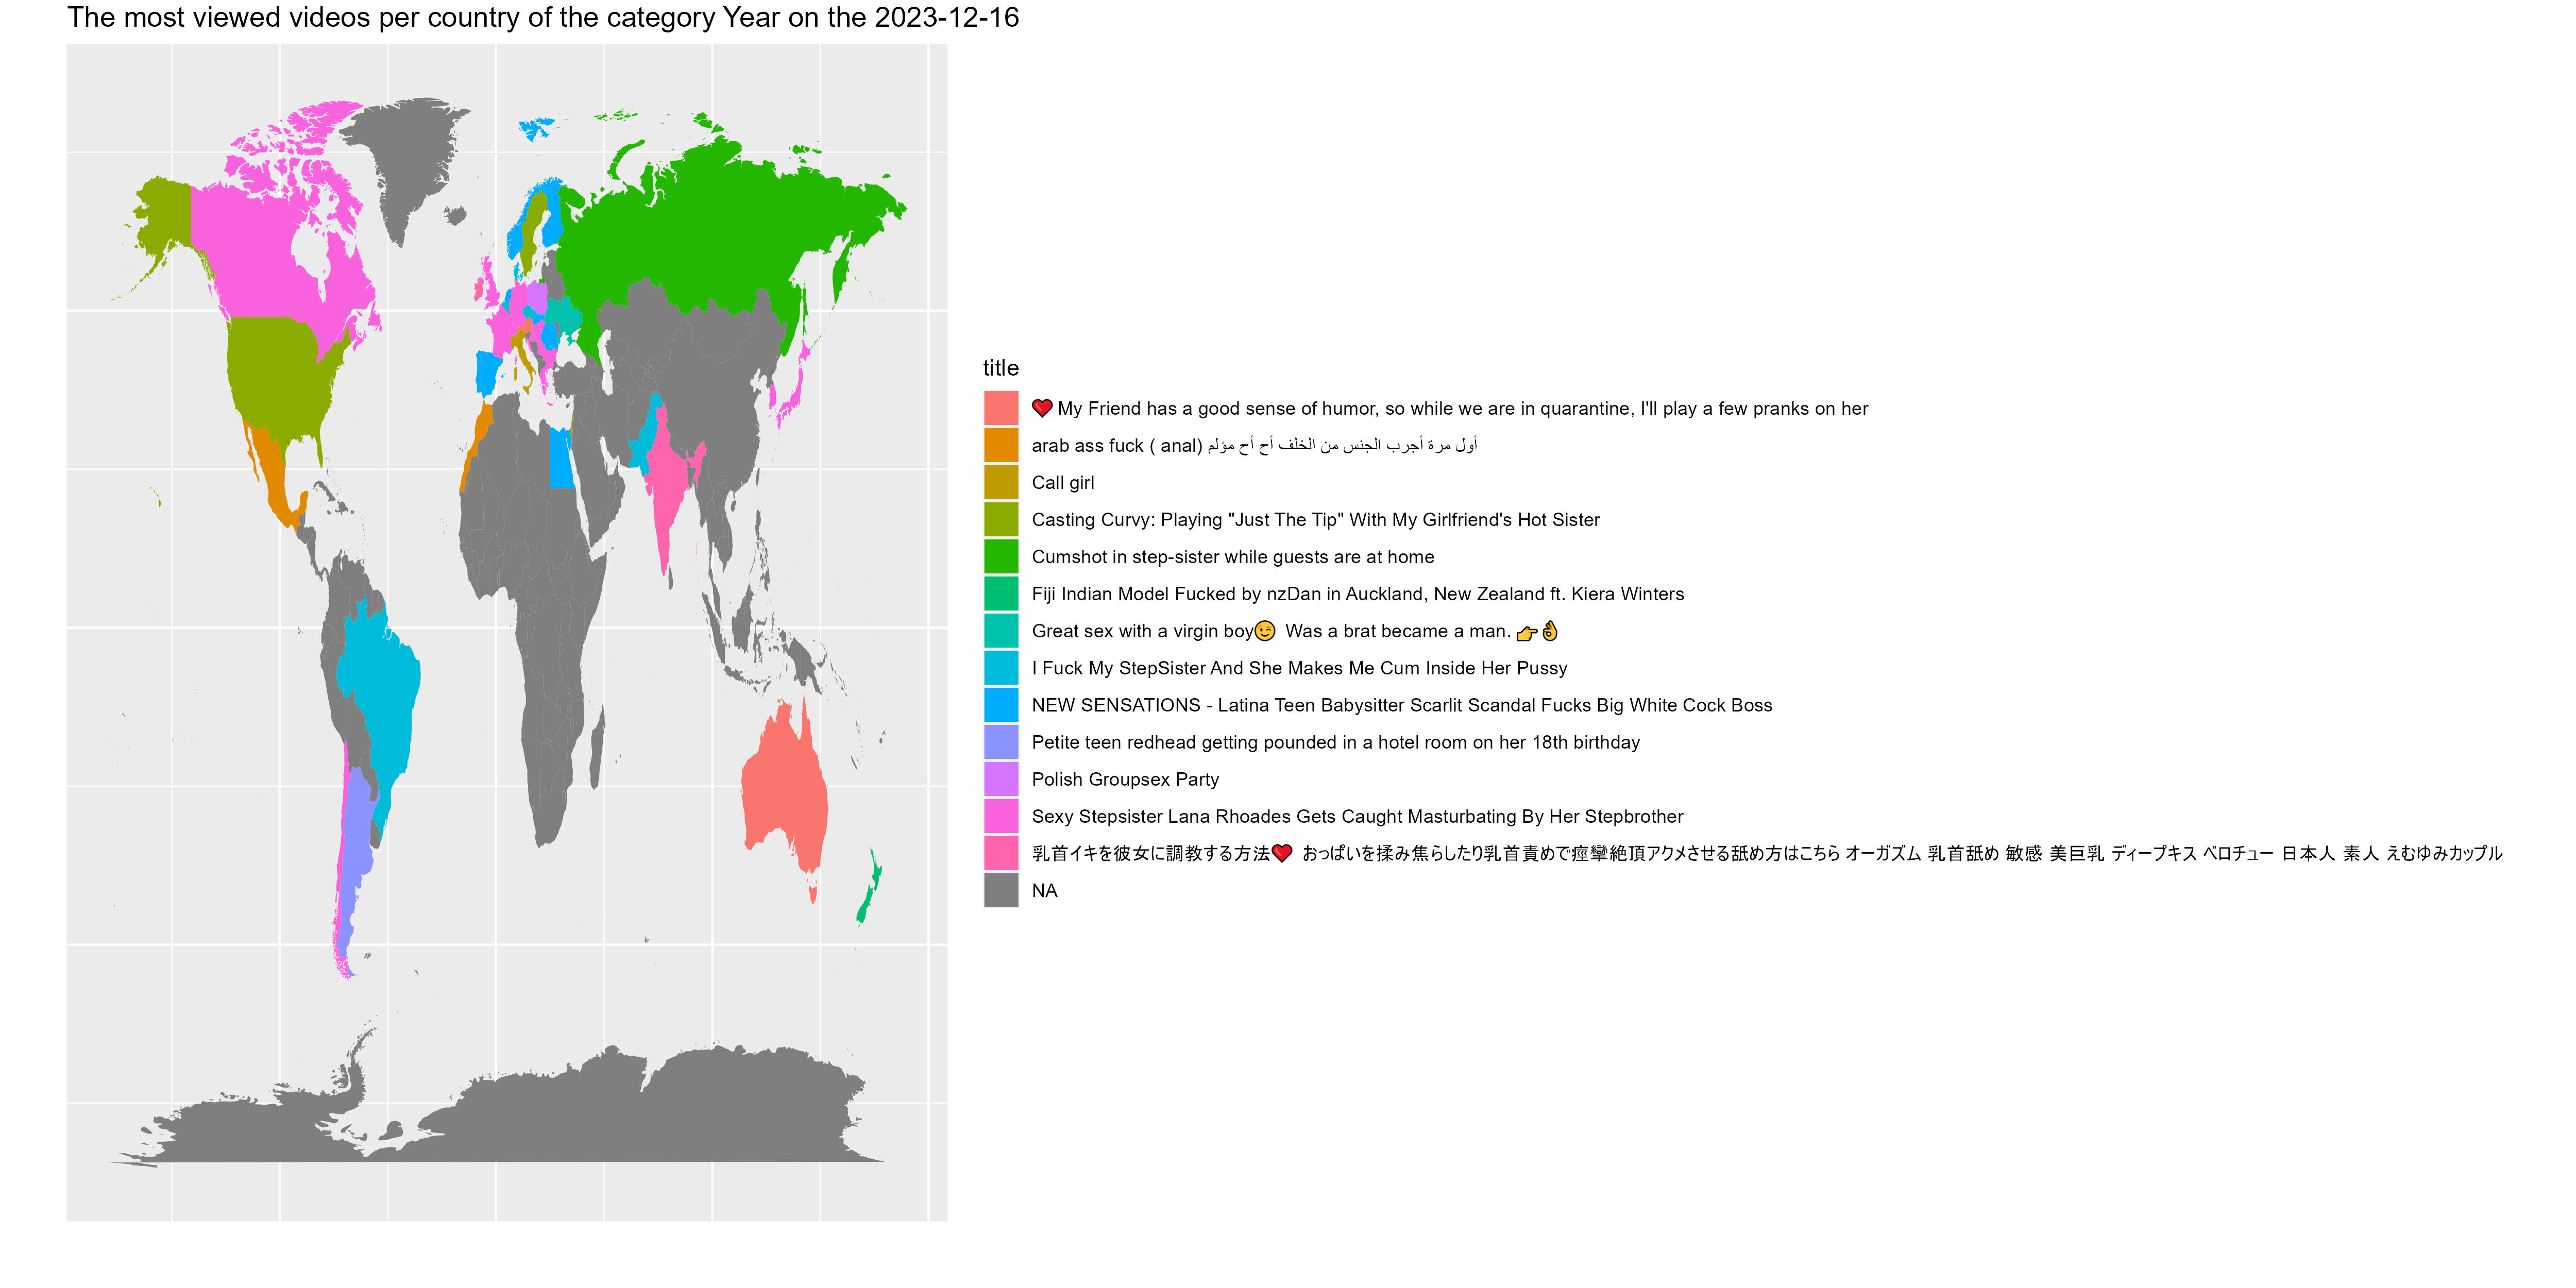 The most viewed videos per country of the category Year on the 2023-12-16
title
❤️ My Friend has a good sense of humor, so while we are in quarantine, I'll play a few pranks on her
arab ass fuck ( anal) أول مرة أجرب الجنس من الخلف أح أح مؤلم
Call girl
Casting Curvy: Playing "Just The Tip" With My Girlfriend's Hot Sister
Cumshot in step-sister while guests are at home
Fiji Indian Model Fucked by nzDan in Auckland, New Zealand ft. Kiera Winters
Great sex with a virgin boy😉 Was a brat became a man. 👉👌
I Fuck My StepSister And She Makes Me Cum Inside Her Pussy
NEW SENSATIONS - Latina Teen Babysitter Scarlit Scandal Fucks Big White Cock Boss
Petite teen redhead getting pounded in a hotel room on her 18th birthday
Polish Groupsex Party
Sexy Stepsister Lana Rhoades Gets Caught Masturbating By Her Stepbrother
乳首イキを彼女に調教する方法❤️ おっぱいを揉み焦らしたり乳首責めで痙攣絶頂アクメさせる舐め方はこちら オーガズム 乳首舐め 敏感 美巨乳 ディープキス ベロチュー 日本人 素人 えむゆみカップル
NA